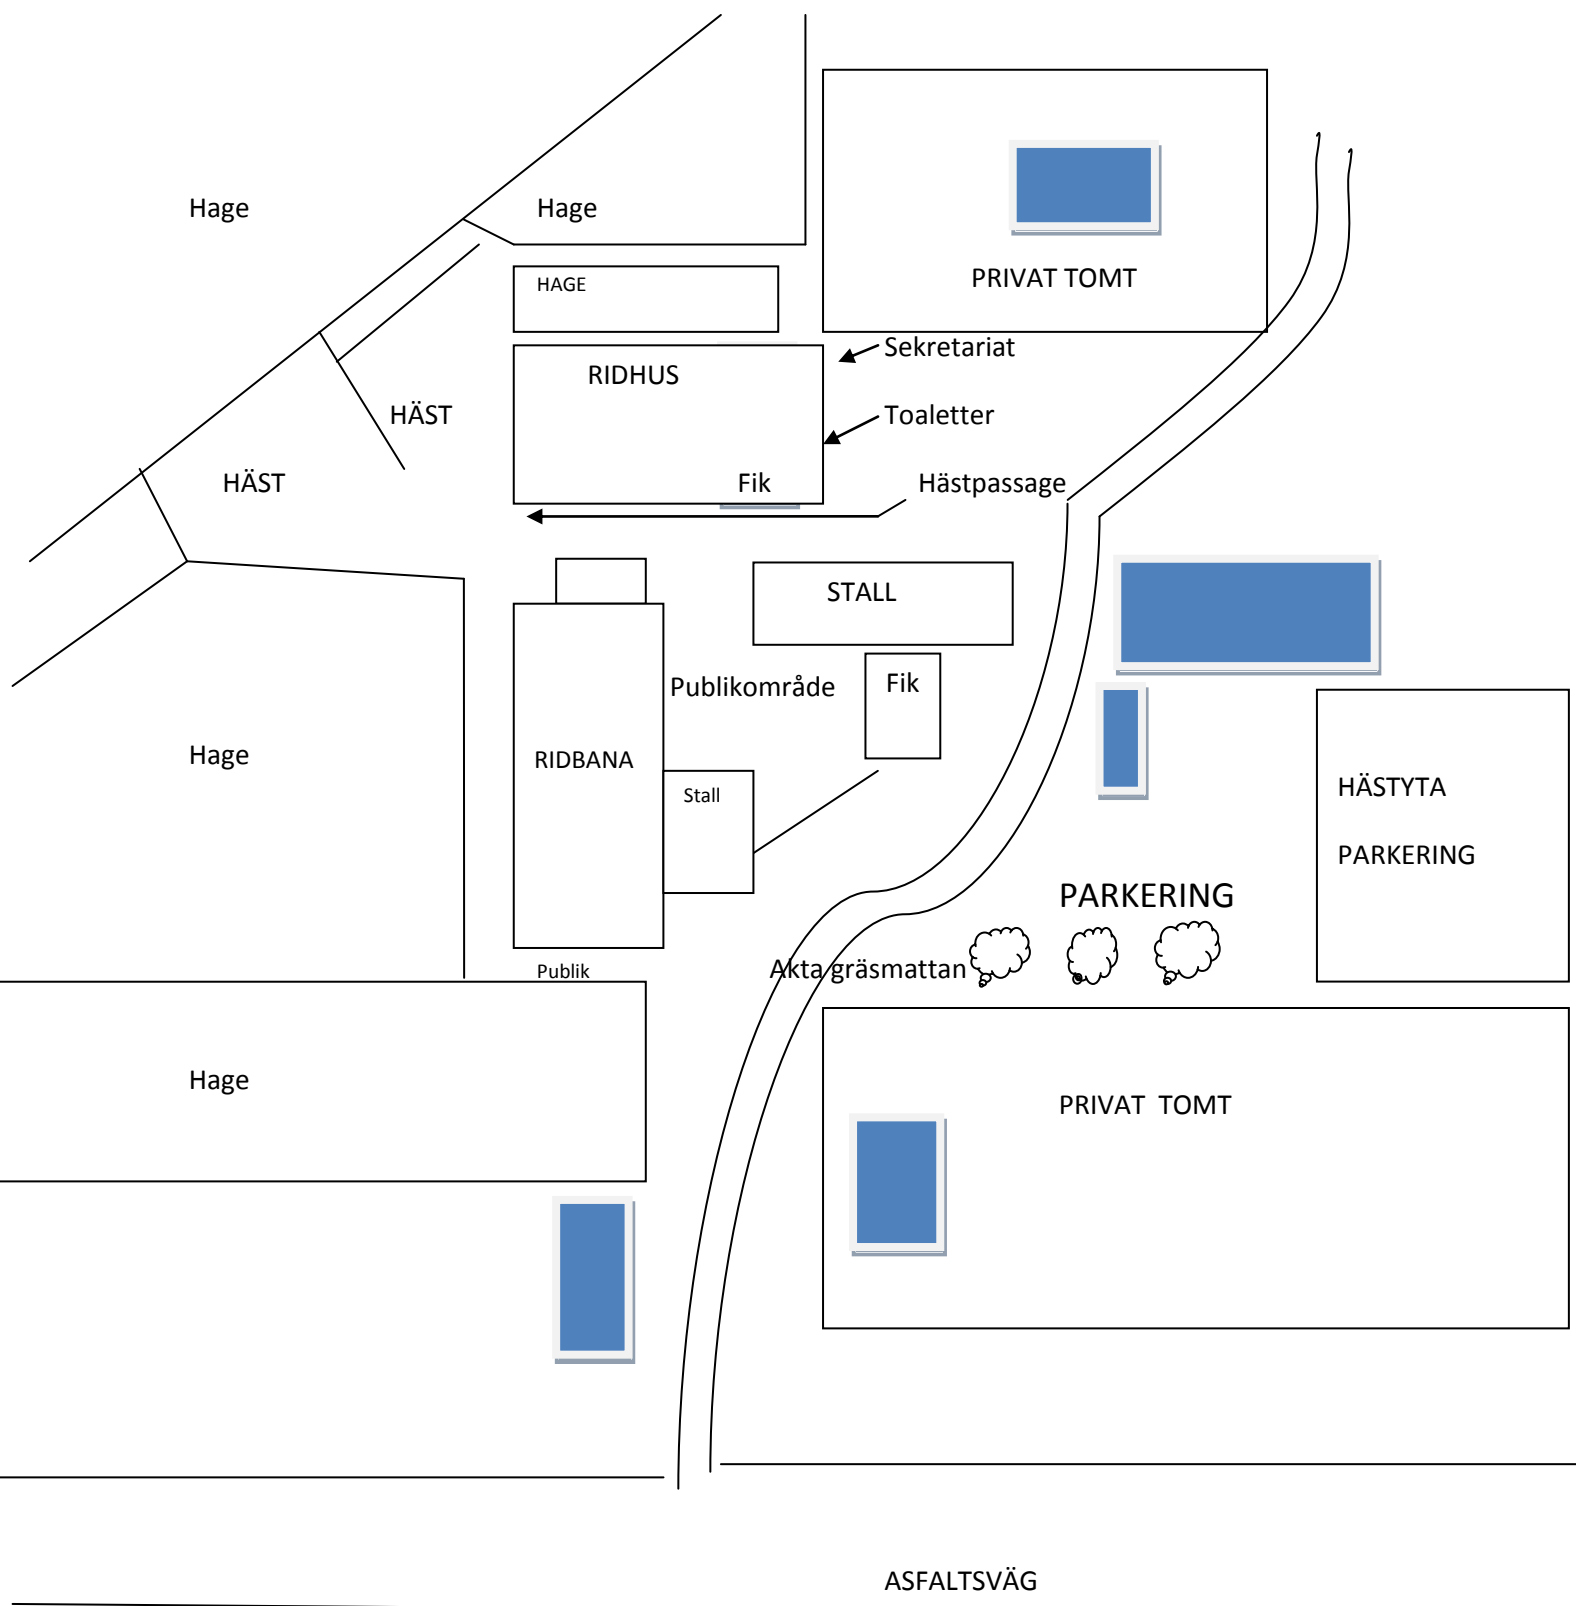 Hage
Hage
PRIVAT TOMT
HAGE
Sekretariat
RIDHUS
HÄST
Toaletter
HÄST
Fik
Hästpassage
STALL
Publikområde
Fik
RIDBANA
Hage
Stall
HÄSTYTA
PARKERING
PARKERING
Publik
Akta gräsmattan
Hage
PRIVAT  TOMT
ASFALTSVÄG